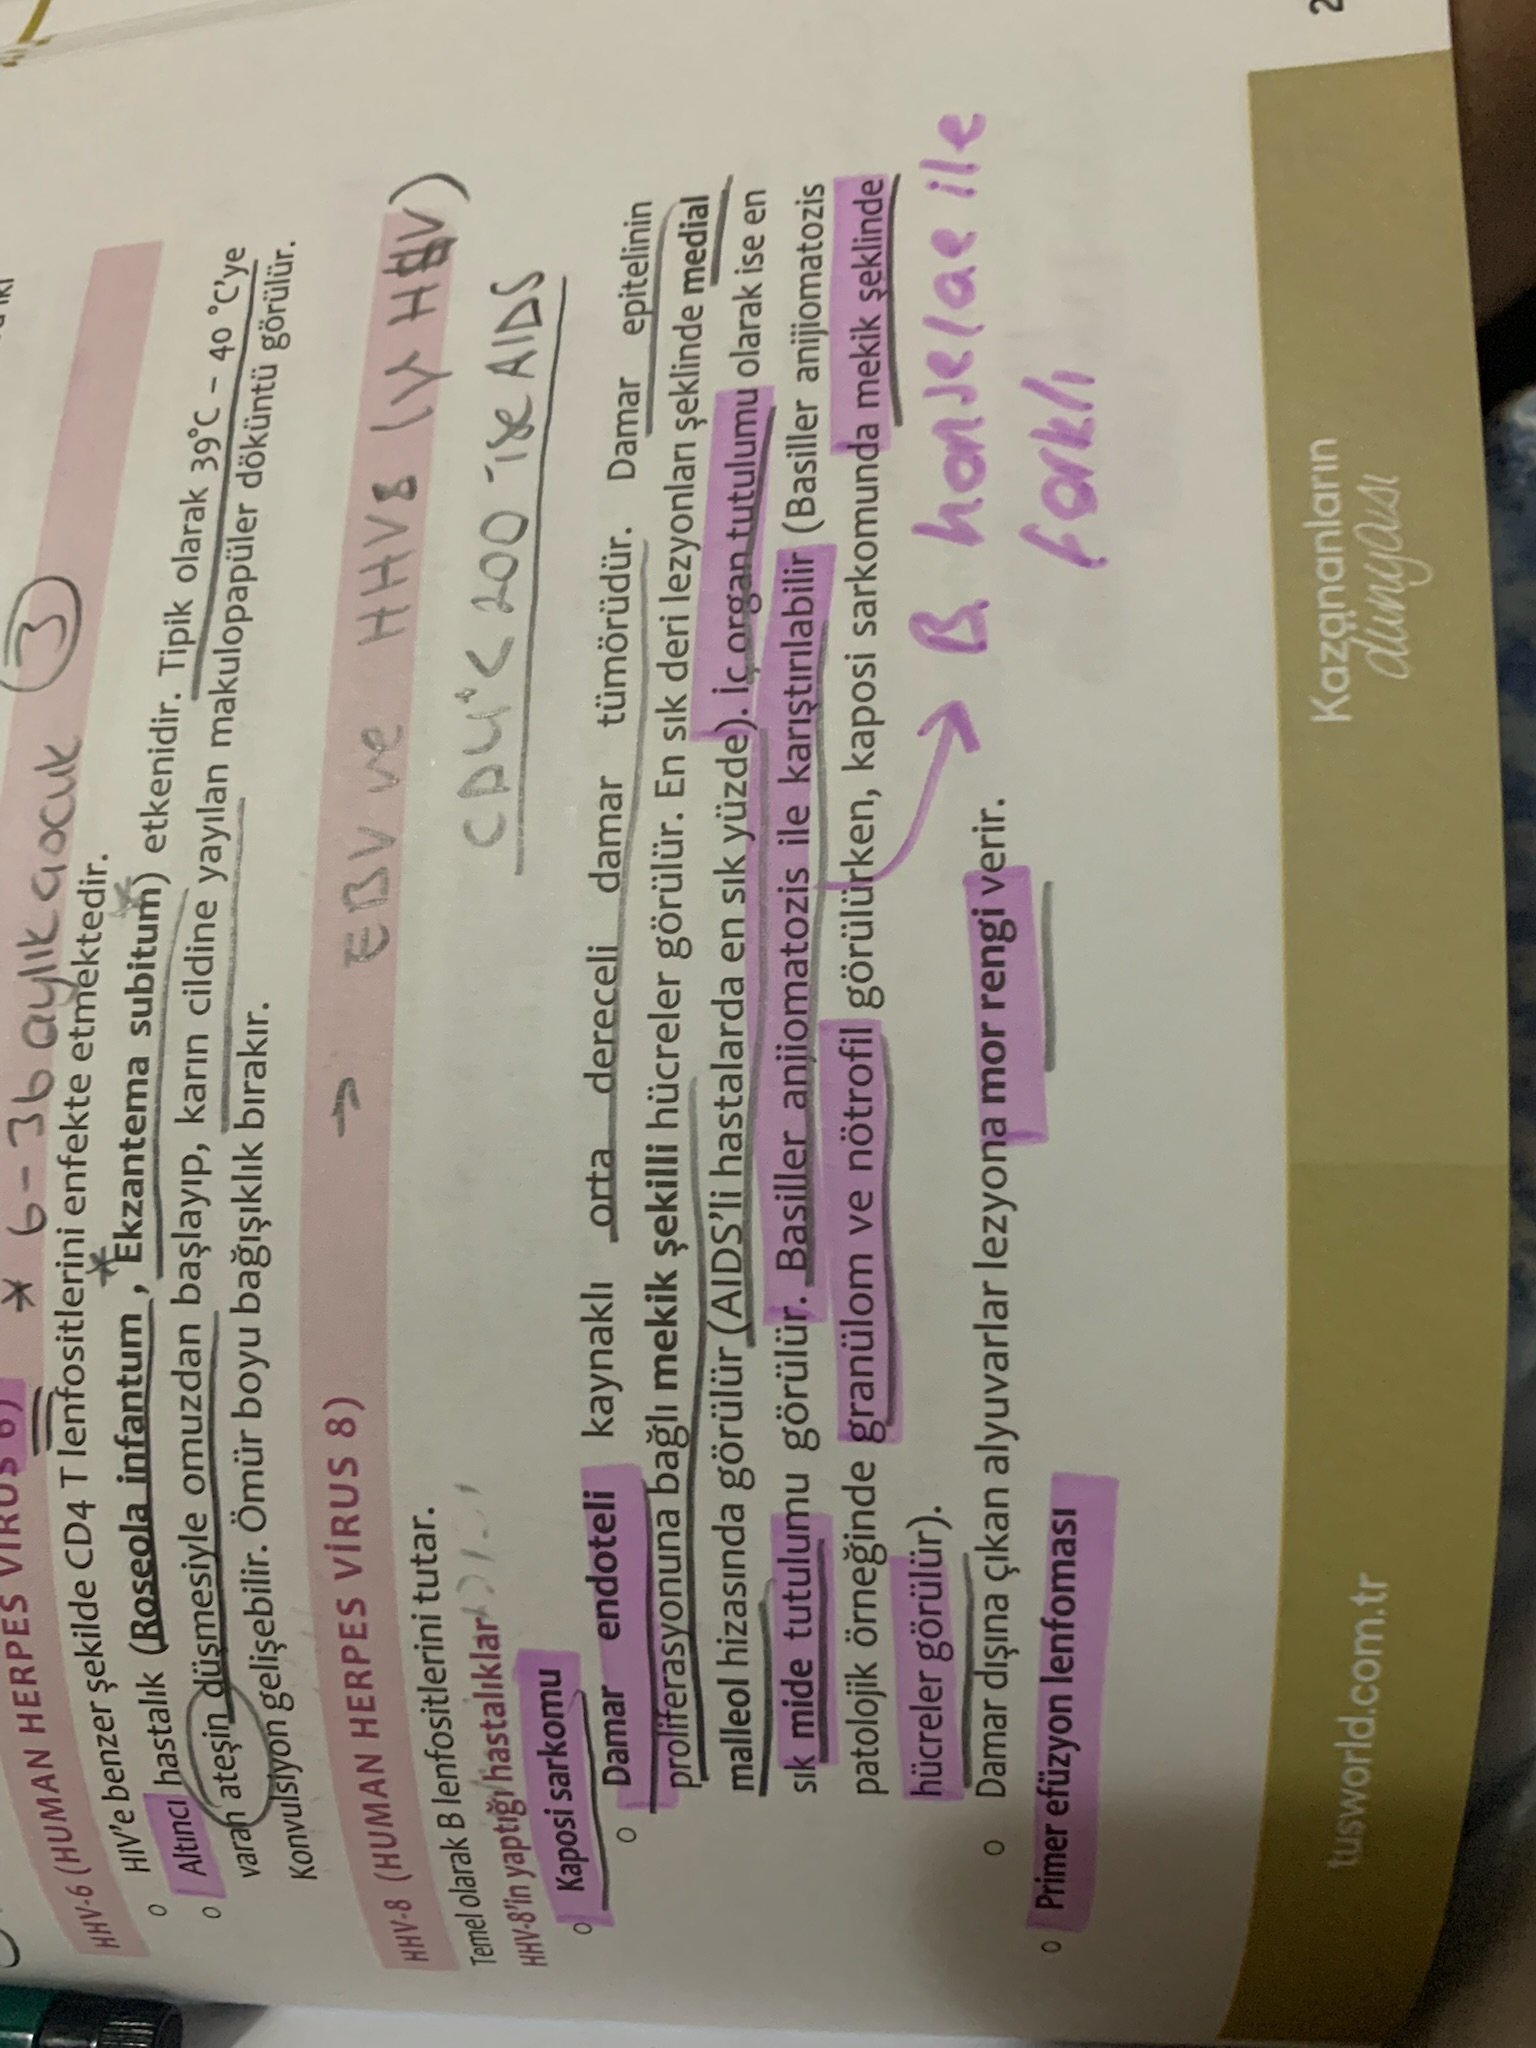 HHV-6 (HUMAN HERPES VİRUS 6) * 6-36 aylık çocuk 3
HIV'e benzer şekilde CD4 T lenfositlerini enfekte etmektedir.
Altıncı hastalık (Roseola infantum, Ekzantema subitum) etkenidir. Tipik olarak 39°C – 40 °C'ye
varan ateşin düşmesiyle omuzdan başlayıp, karın cildine yayılan makulopapüler döküntü görülür.
Konvulsiyon gelişebilir. Ömür boyu bağışıklık bırakır.
HHV-8 (HUMAN HERPES VİRUS 8) → EBV ve HHV8
Temel olarak B lenfositlerini tutar.
CD4 < 200 ise AIDS
HHV-8'in yaptığı hastalıklar
Kaposi sarkomu
Damar endoteli kaynaklı orta dereceli damar tümörüdür. Damar epitelinin
proliferasyonuna bağlı mekik şekilli hücreler görülür. En sık deri lezyonları şeklinde medial
malleol hizasında görülür (AIDS'li hastalarda en sık yüzde). İç organ tutulumu olarak ise en
sık mide tutulumu görülür. Basiller anjiomatozis ile karıştırılabilir (Basiller anijiomatozis
patolojik örneğinde granülom ve nötrofil görülürken, kaposi sarkomunda mekik şeklinde
hücreler görülür).
→ B. henselae ile
farklı
Damar dışına çıkan alyuvarlar lezyona mor rengi verir.
Primer efüzyon lenfoması
tusworld.com.tr
Kazananların
dünyası
2